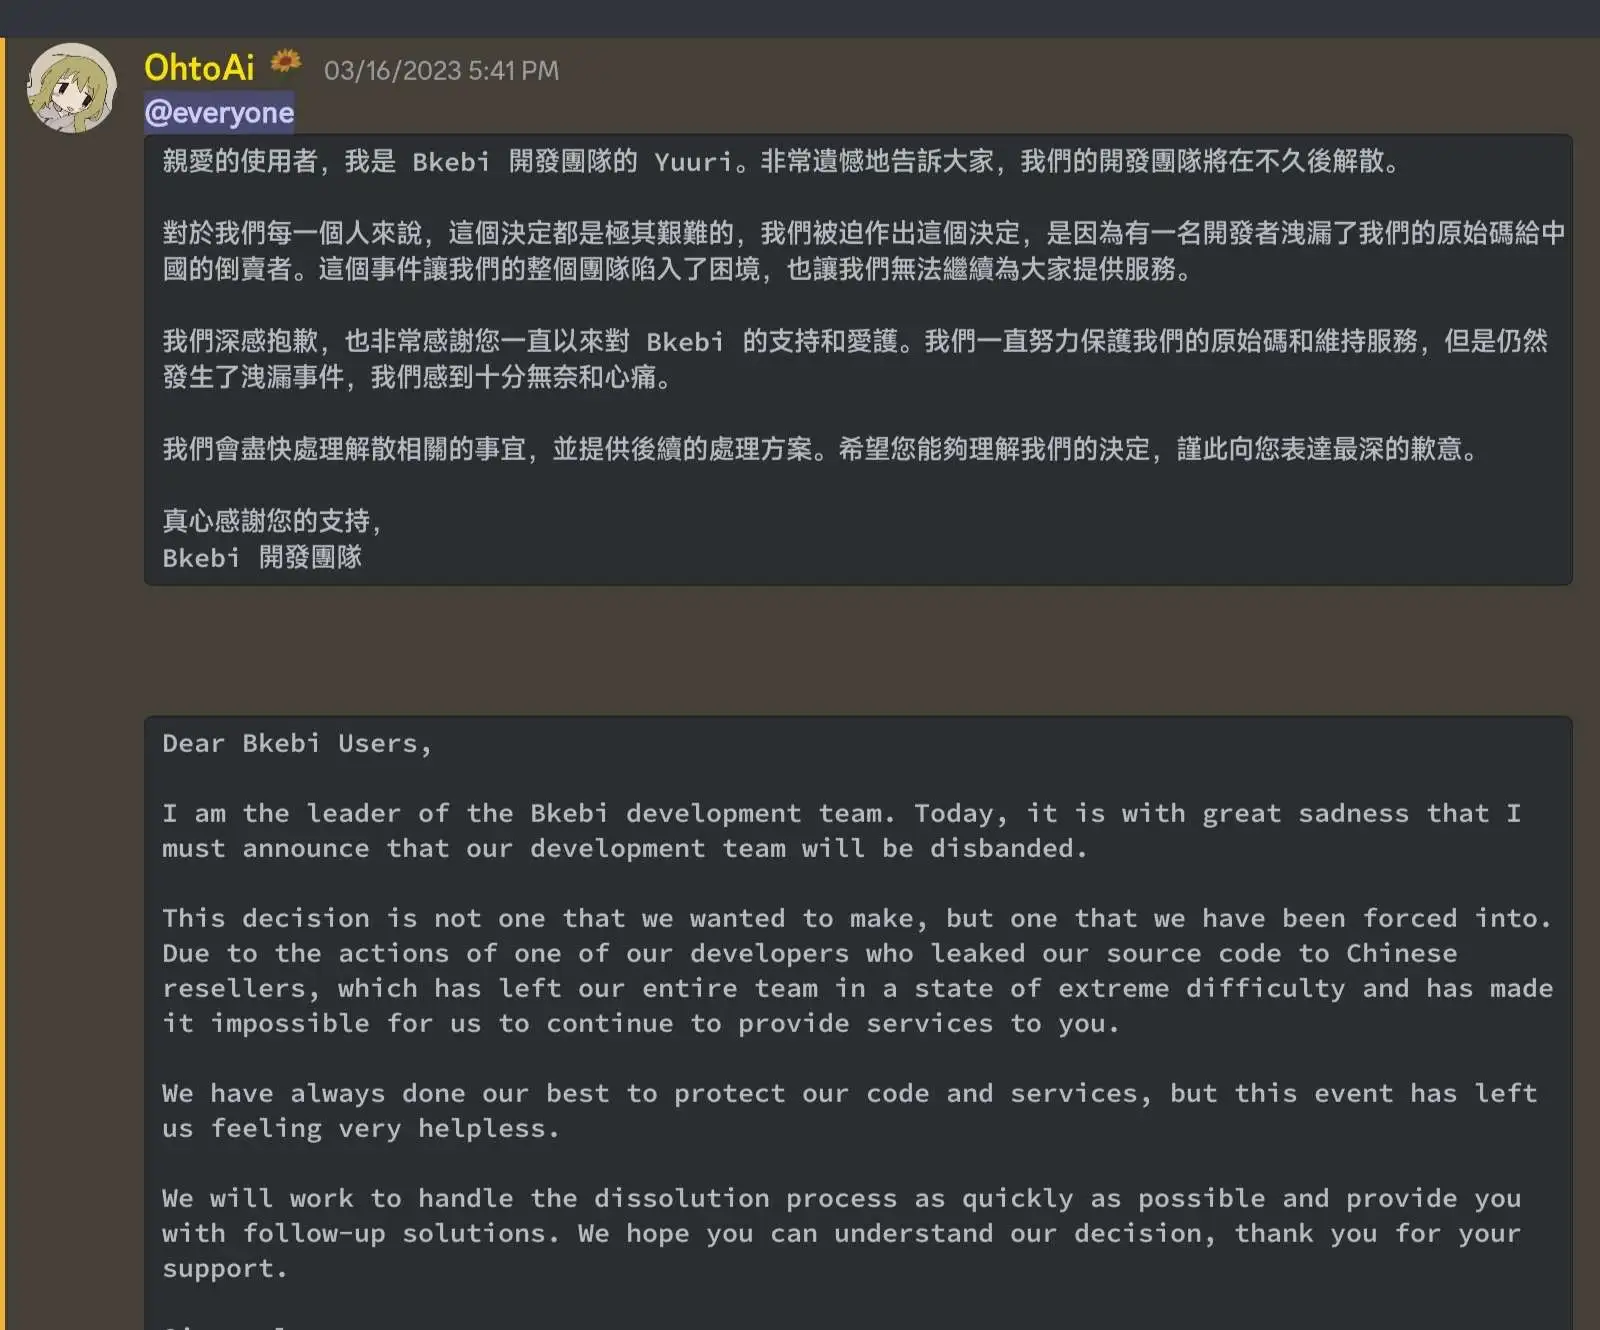 OhtoAi 03/16/2023 5:41 PM
@everyone
親愛的使用者，我是 Bkebi 開發團隊的 Yuuri。非常遺憾地告訴大家，我們的開發團隊將在不久後解散。
對於我們每一個人來說，這個決定都是極其艱難的，我們被迫作出這個決定，是因為有一名開發者洩漏了我們的原始碼給中
國的倒賣者。這個事件讓我們的整個團隊陷入了困境，也讓我們無法繼續為大家提供服務。
我們深感抱歉，也非常感謝您一直以來對 Bkebi 的支持和愛護。我們一直努力保護我們的原始碼和維持服務，但是仍然
發生了洩漏事件，我們感到十分無奈和心痛。
我們會盡快處理解散相關的事宜，並提供後續的處理方案。希望您能夠理解我們的決定，謹此向您表達最深的歉意。
真心感謝您的支持，
Bkebi 開發團隊
Dear Bkebi Users,
I am the leader of the Bkebi development team. Today, it is with great sadness that I
must announce that our development team will be disbanded.
This decision is not one that we wanted to make, but one that we have been forced into.
Due to the actions of one of our developers who leaked our source code to Chinese
resellers, which has left our entire team in a state of extreme difficulty and has made
it impossible for us to continue to provide services to you.
We have always done our best to protect our code and services, but this event has left
us feeling very helpless.
We will work to handle the dissolution process as quickly as possible and provide you
with follow-up solutions. We hope you can understand our decision, thank you for your
support.